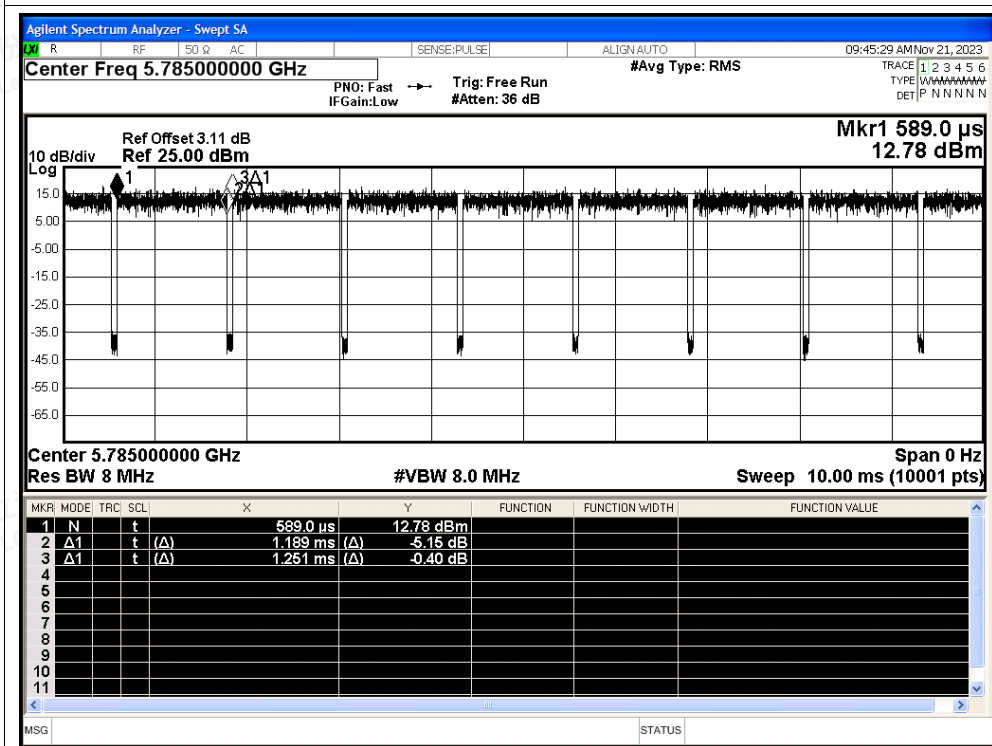 Agilent Spectrum Analyzer - Swept SA
LXI R RF 50 Ω AC SENSE:PULSE ALIGN AUTO 09:45:29 AM Nov 21, 2023
Center Freq 5.785000000 GHz #Avg Type: RMS TRACE 1 2 3 4 5 6
PNO: Fast Trig: Free Run TYPE WWWWWW
IFGain:Low #Atten: 36 dB DET P N N N N N
Mkr1 589.0 µs
Ref Offset 3.11 dB
10 dB/div Ref 25.00 dBm 12.78 dBm
Log
1 2Δ1 3Δ1
15.0
5.00
-5.00
-15.0
-25.0
-35.0
-45.0
-55.0
-65.0
Center 5.785000000 GHz Span 0 Hz
Res BW 8 MHz #VBW 8.0 MHz Sweep 10.00 ms (10001 pts)
MKR MODE TRC SCL X Y FUNCTION FUNCTION WIDTH FUNCTION VALUE
1 N t 589.0 µs 12.78 dBm
2 Δ1 t (Δ) 1.189 ms (Δ) -5.15 dB
3 Δ1 t (Δ) 1.251 ms (Δ) -0.40 dB
4
5
6
7
8
9
10
11
MSG STATUS